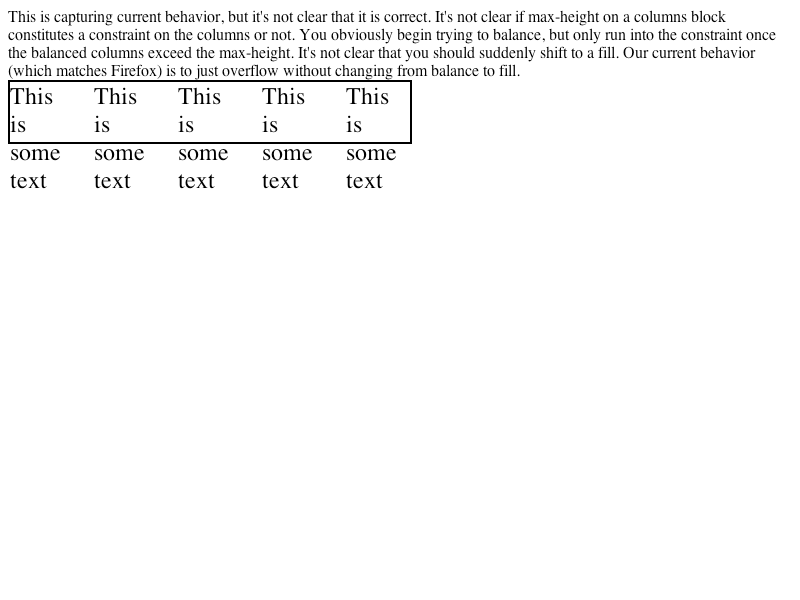 This is capturing current behavior, but it's not clear that it is correct. It's not clear if max-height on a columns block
constitutes a constraint on the columns or not. You obviously begin trying to balance, but only run into the constraint once
the balanced columns exceed the max-height. It's not clear that you should suddenly shift to a fill. Our current behavior
(which matches Firefox) is to just overflow without changing from balance to fill.
This This This This This
is is is is is
some some some some some
text text text text text